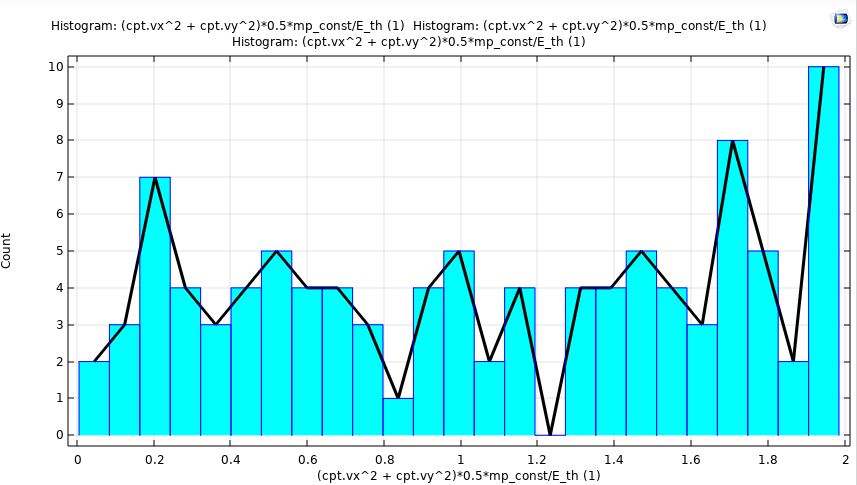 Histogram: (cpt.vx^2 + cpt.vy^2)*0.5*mp_const/E_th (1) Histogram: (cpt.vx^2 + cpt.vy^2)*0.5*mp_const/E_th (1)
Histogram: (cpt.vx^2 + cpt.vy^2)*0.5*mp_const/E_th (1)
10
9
8
7
6
5
4
3
2
1
0
Count
0 0.2 0.4 0.6 0.8 1 1.2 1.4 1.6 1.8 2
(cpt.vx^2 + cpt.vy^2)*0.5*mp_const/E_th (1)